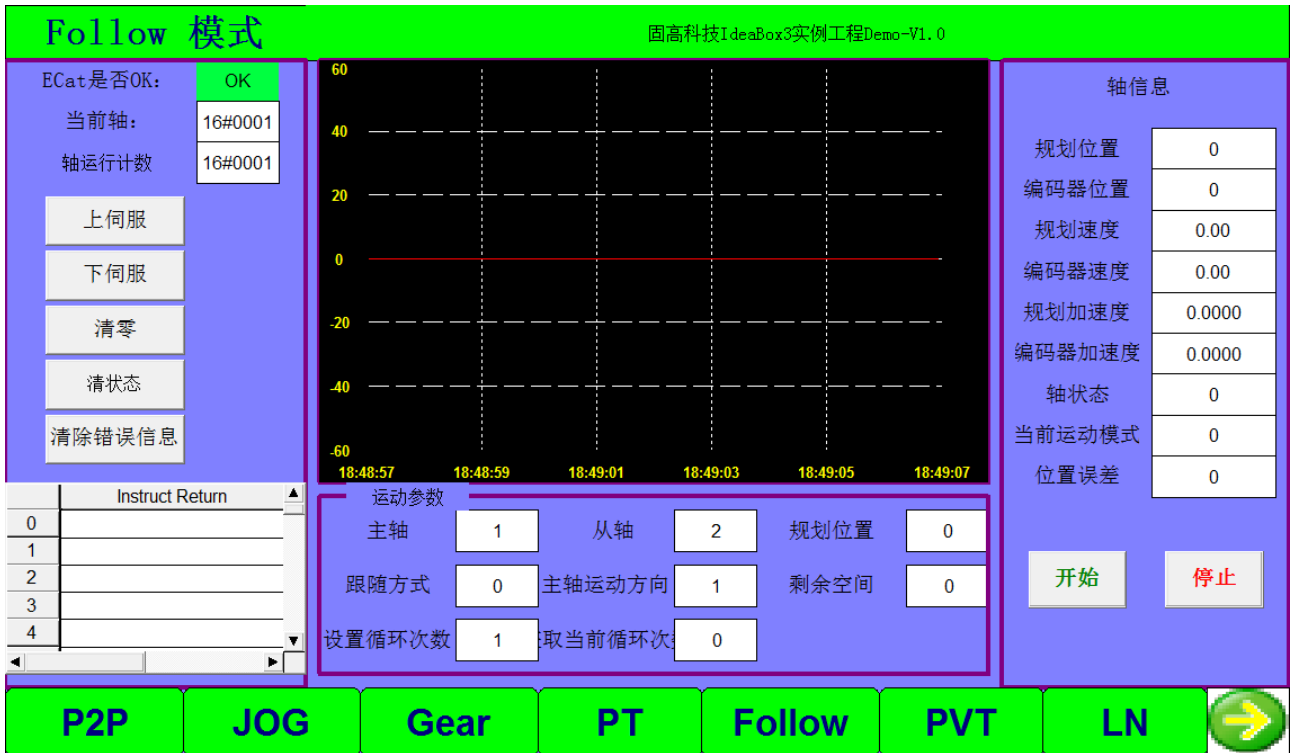 Follow 模式
固高科技IdeaBox3实例工程Demo-V1.0
ECat是否OK: OK
当前轴: 16#0001
轴运行计数 16#0001
上伺服
下伺服
清零
清状态
清除错误信息
Instruct Return
0
1
2
3
4
60
40
20
0
-20
-40
-60
18:48:57 18:48:59 18:49:01 18:49:03 18:49:05 18:49:07
运动参数
主轴 1 从轴 2 规划位置 0
跟随方式 0 主轴运动方向 1 剩余空间 0
设置循环次数 1 取当前循环次 0
轴信息
规划位置 0
编码器位置 0
规划速度 0.00
编码器速度 0.00
规划加速度 0.0000
编码器加速度 0.0000
轴状态 0
当前运动模式 0
位置误差 0
开始 停止
P2P JOG Gear PT Follow PVT LN